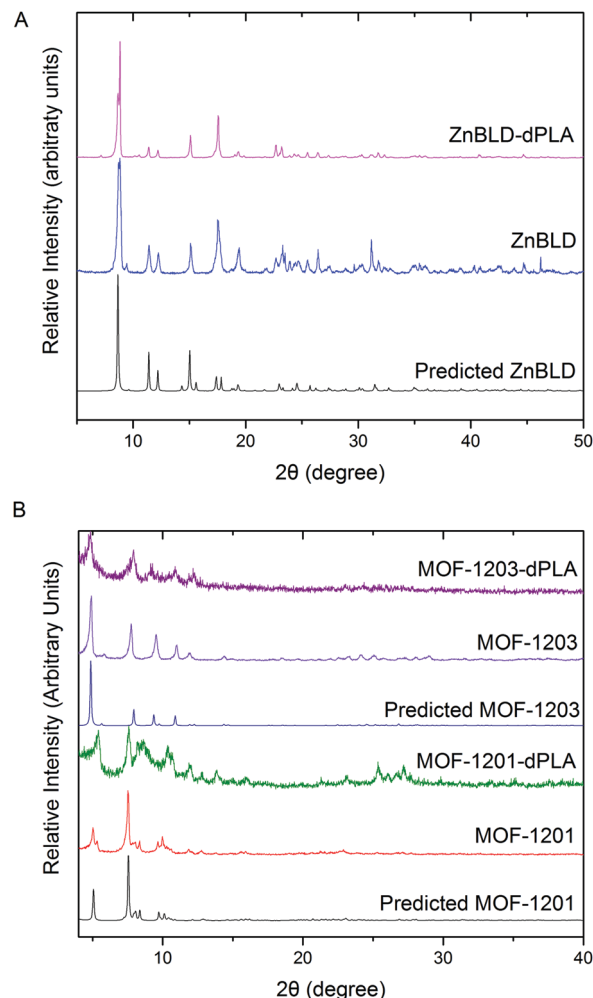 A
Relative Intensity (arbitraty units)
ZnBLD-dPLA
ZnBLD
Predicted ZnBLD
10 20 30 40 50
2θ (degree)
B
Relative Intensity (Arbitrary Units)
MOF-1203-dPLA
MOF-1203
Predicted MOF-1203
MOF-1201-dPLA
MOF-1201
Predicted MOF-1201
10 20 30 40
2θ (degree)